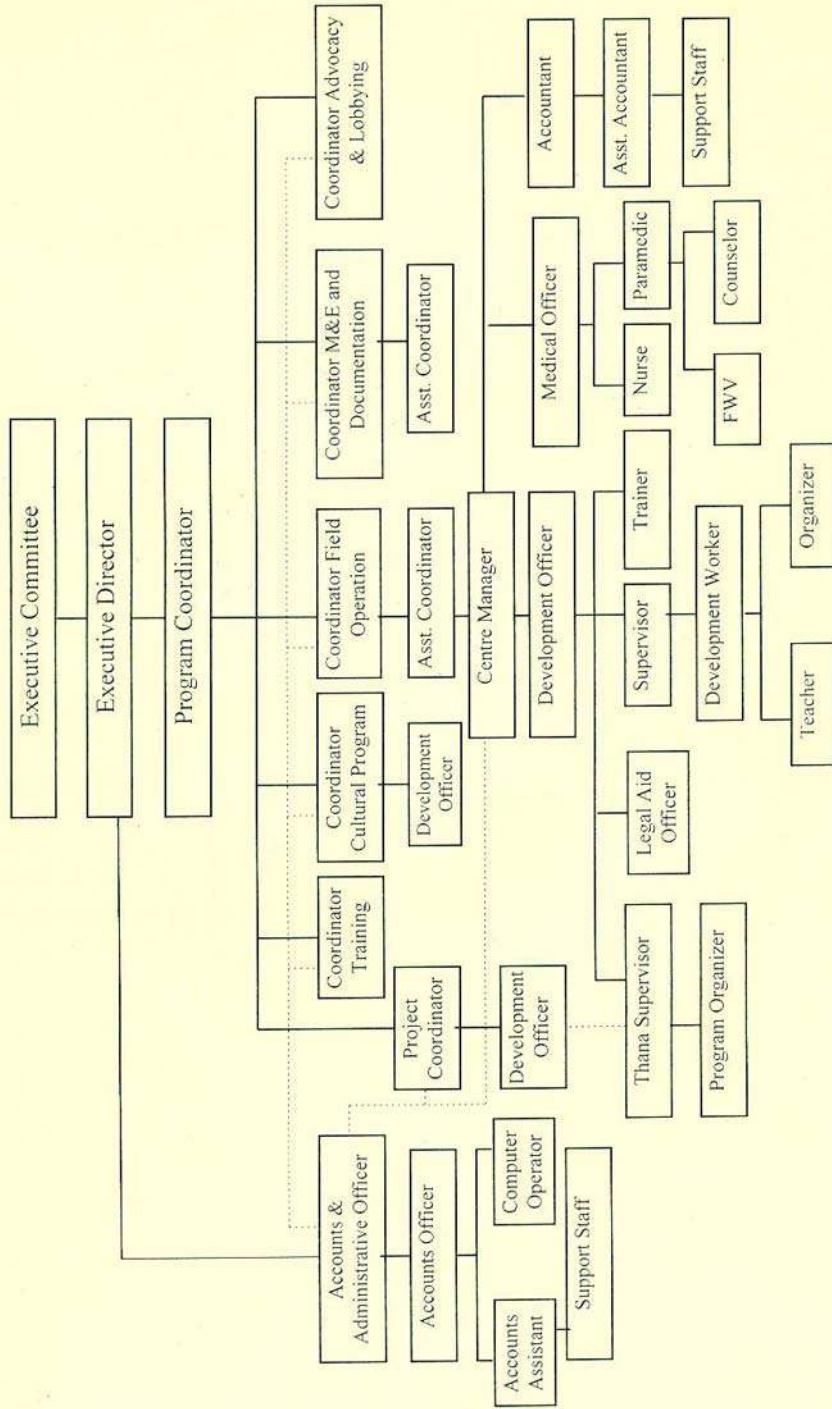 Executive Committee
Executive Director
Program Coordinator
Accounts &
Administrative Officer
Coordinator
Training
Coordinator
Cultural Program
Coordinator Field
Operation
Coordinator M&E and
Documentation
Coordinator Advocacy
& Lobbying
Accounts Officer
Project
Coordinator
Development
Officer
Asst. Coordinator
Asst. Coordinator
Accounts
Assistant
Computer
Operator
Development
Officer
Centre Manager
Support Staff
Development Officer
Medical Officer
Accountant
Thana Supervisor
Legal Aid
Officer
Supervisor
Trainer
Nurse
Paramedic
Asst. Accountant
Program Organizer
Development Worker
FWV
Counselor
Support Staff
Teacher
Organizer